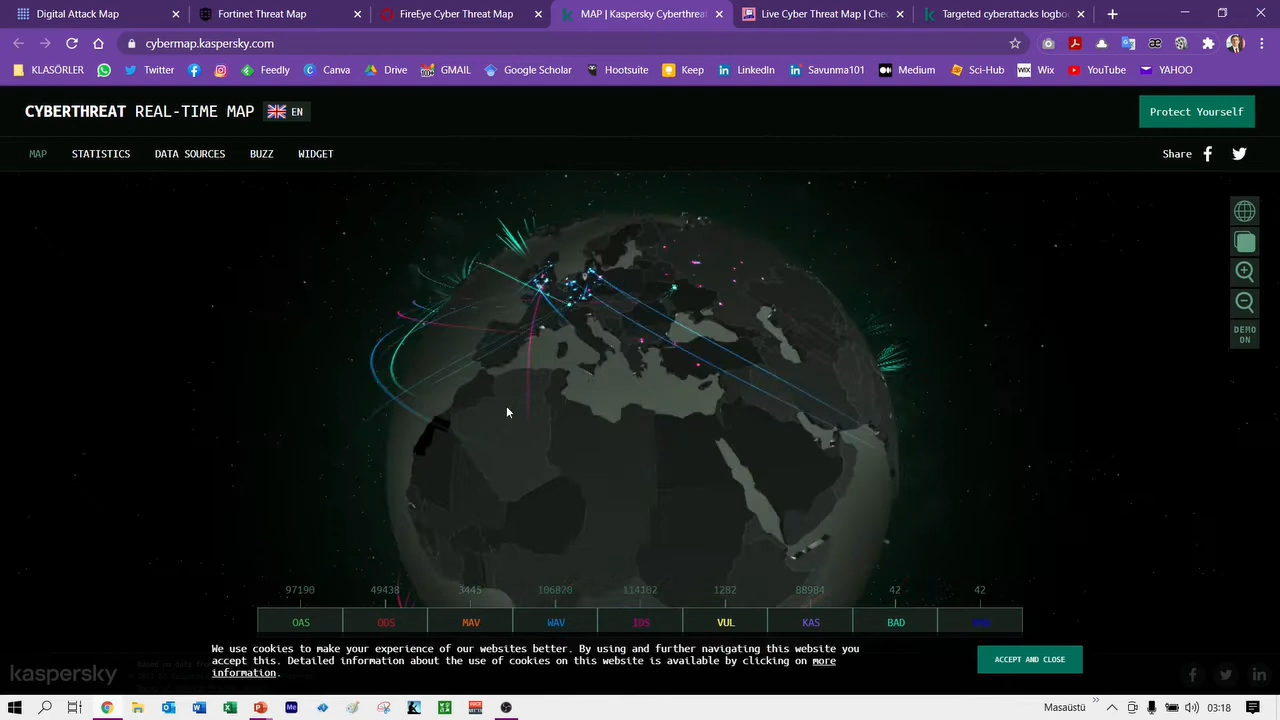 Digital Attack Map
Fortinet Threat Map
FireEye Cyber Threat Map
MAP | Kaspersky Cyberthreat
Live Cyber Threat Map | Che
Targeted cyberattacks logbo
cybermap.kaspersky.com
KLASÖRLER
Twitter
Feedly
Canva
Drive
GMAIL
Google Scholar
Hootsuite
Keep
LinkedIn
Savunma101
Medium
Sci-Hub
Wix
YouTube
YAHOO
CYBERTHREAT REAL-TIME MAP EN
Protect Yourself
MAP STATISTICS DATA SOURCES BUZZ WIDGET
Share
DEMO
ON
97190 49438 3445 106820 114102 1282 88984 42 42
OAS ODS MAV WAV IDS VUL KAS BAD
We use cookies to make your experience of our websites better. By using and further navigating this website you
accept this. Detailed information about the use of cookies on this website is available by clicking on more
information.
ACCEPT AND CLOSE
kaspersky
Masaüstü
03:18